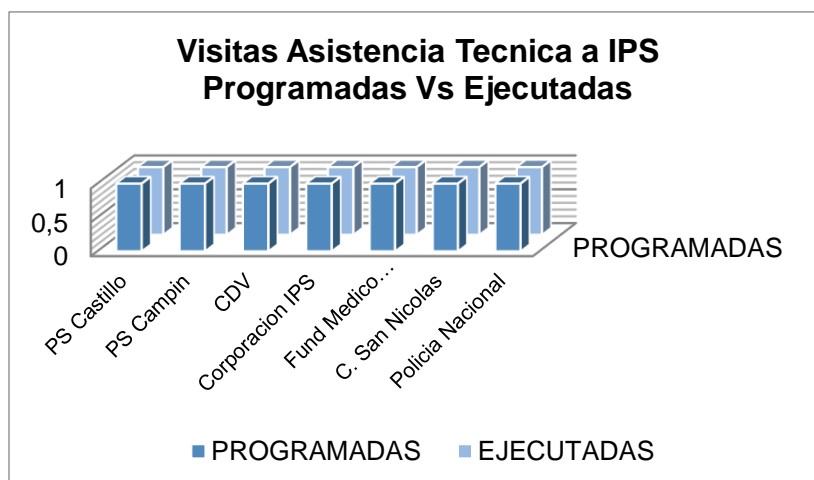 Visitas Asistencia Tecnica a IPS
Programadas Vs Ejecutadas
1
0,5
0
PROGRAMADAS
PS Castillo
PS Campin
CDV
Corporacion IPS
Fund Medico...
C. San Nicolas
Policia Nacional
PROGRAMADAS
EJECUTADAS